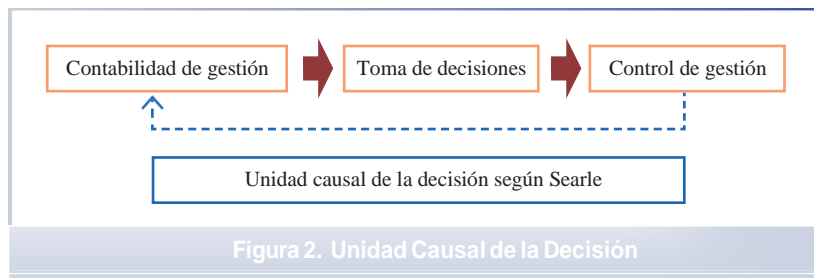 Contabilidad de gestión
Toma de decisiones
Control de gestión
Unidad causal de la decisión según Searle
Figura 2. Unidad Causal de la Decisión